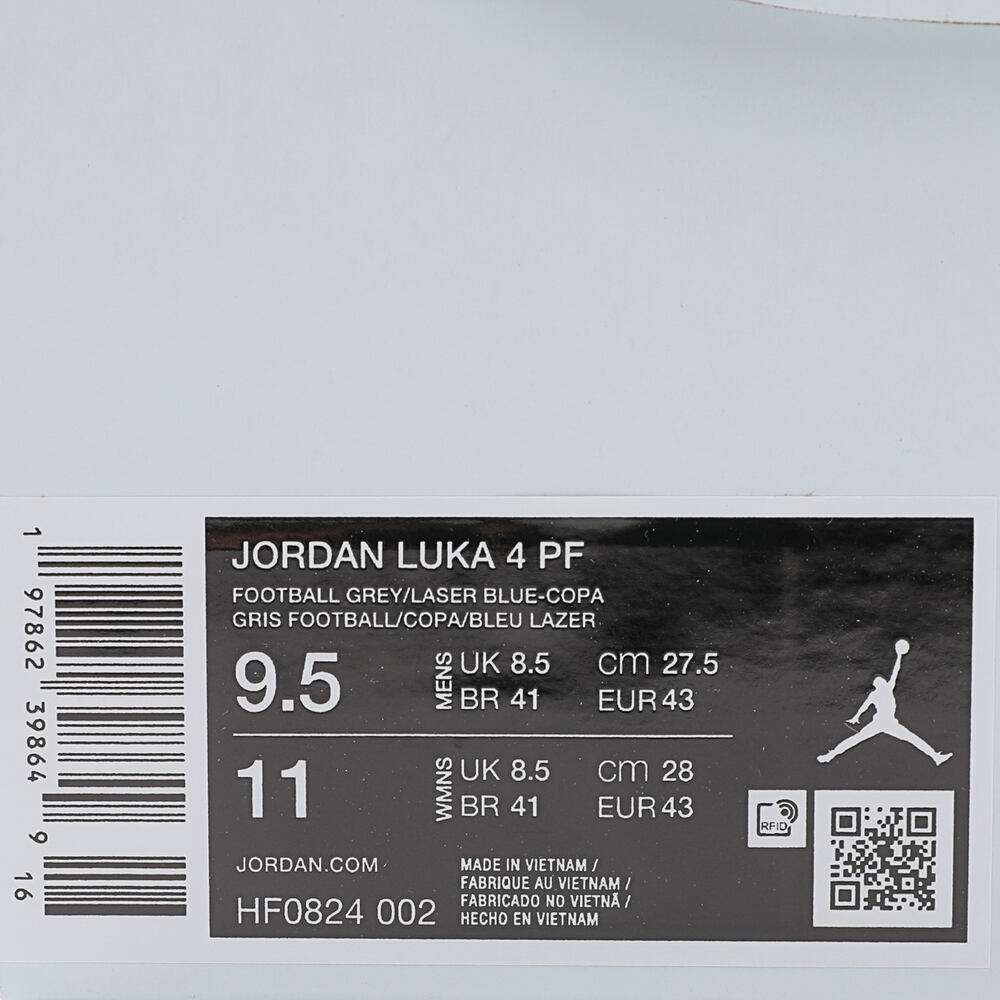 JORDAN LUKA 4 PF
FOOTBALL GREY/LASER BLUE-COPA
GRIS FOOTBALL/COPA/BLEU LAZER
9.5 MENS UK 8.5 cm 27.5
BR 41 EUR 43
11 WMNS UK 8.5 cm 28
BR 41 EUR 43
RFID
JORDAN.COM
HF0824 002
MADE IN VIETNAM /
FABRIQUE AU VIETNAM /
FABRICADO NO VIETNÃ /
HECHO EN VIETNAM
1 97862 39864 9 16